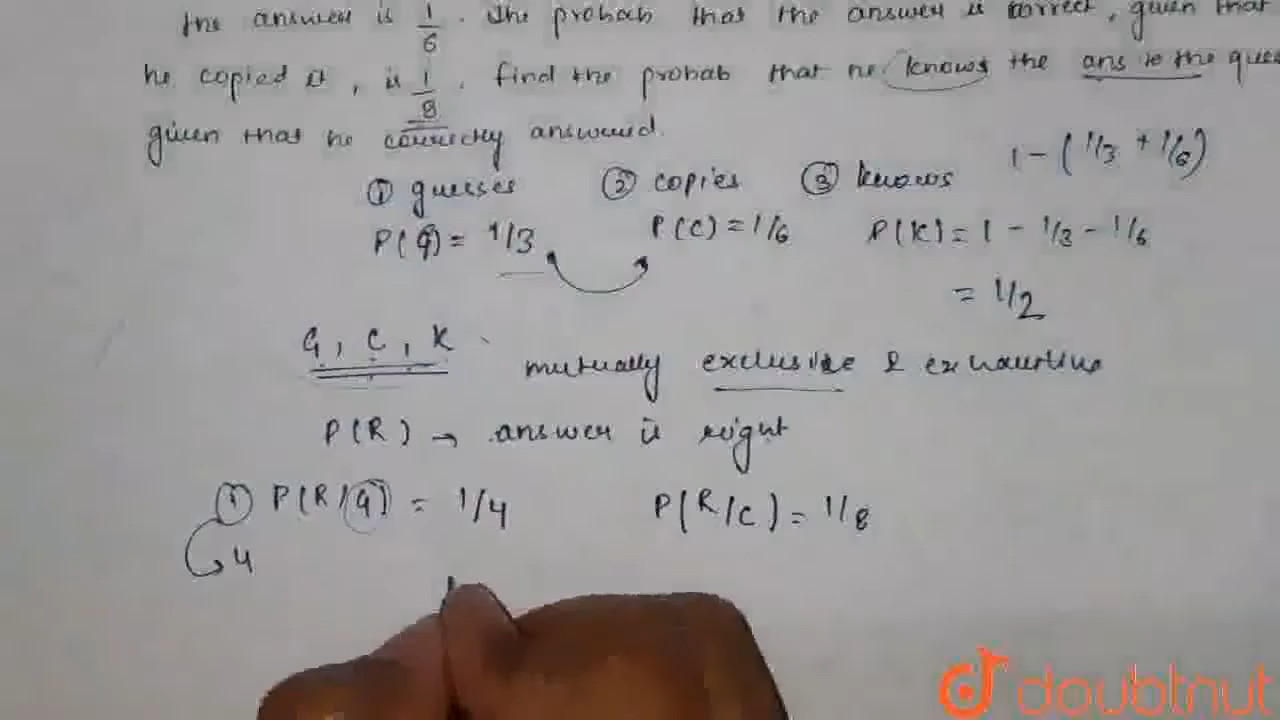 the answer is 1/6. The probab that the answer is correct, given that
he copied it, is 1/8. find the probab that he knows the ans to the ques
given that he correctly answered.
1 - (1/3 + 1/6)
① guesses ② copies ③ knows
P(G) = 1/3 P(C) = 1/6 P(K) = 1 - 1/3 - 1/6
= 1/2
G, C, K
mutually exclusive & exhaustive
P(R) → answer is right
① P(R/G) = 1/4 P(R/C) = 1/8
4
doubtnut